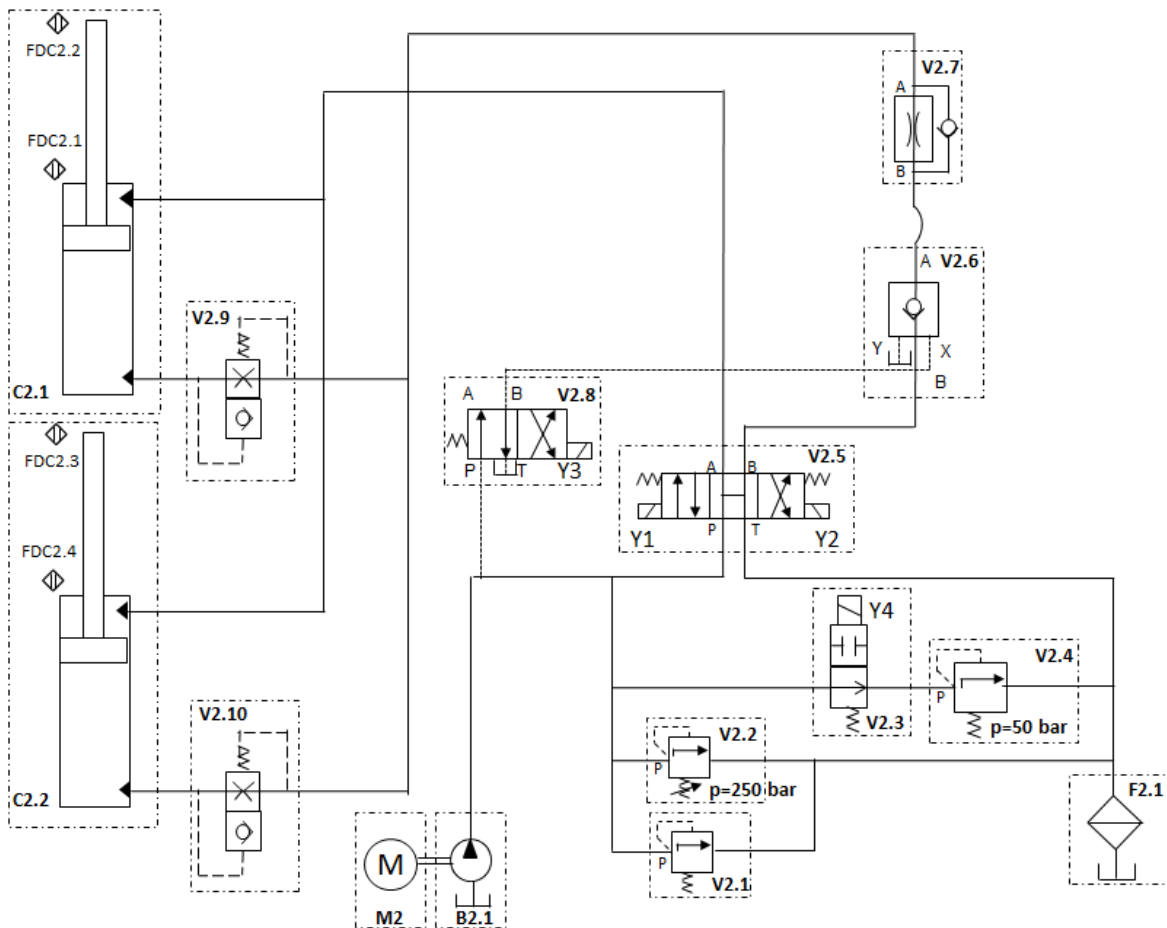 FDC2.2
FDC2.1
C2.1
V2.9
FDC2.3
FDC2.4
C2.2
V2.10
V2.7
A
B
A V2.6
Y X
B
A B V2.8
P T Y3
V2.5
A B
P T
Y1 Y2
Y4
V2.3
V2.4
P
p=50 bar
V2.2
P
p=250 bar
P
V2.1
F2.1
M
M2
B2.1